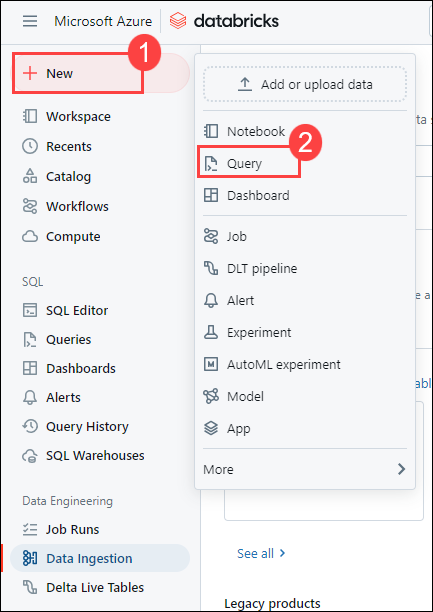 Microsoft Azure databricks
1
New
Workspace
Recents
Catalog
Workflows
Compute
SQL
SQL Editor
Queries
Dashboards
Alerts
Query History
SQL Warehouses
Data Engineering
Job Runs
Data Ingestion
Delta Live Tables
Add or upload data
Notebook
2
Query
Dashboard
Job
DLT pipeline
Alert
Experiment
AutoML experiment
Model
App
More
See all
Legacy products